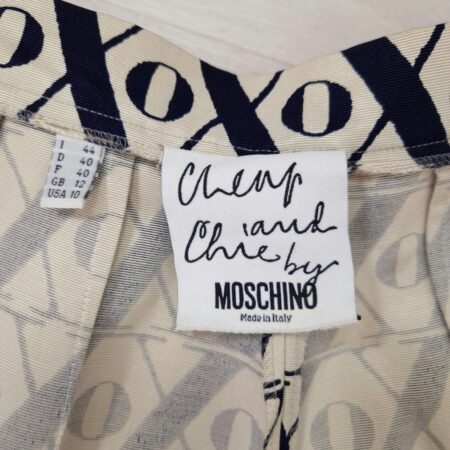 XOXOX
I 44
D 40
F 40
GB 12
USA 10
Cheap
and
Chic
by
MOSCHINO
Made in Italy